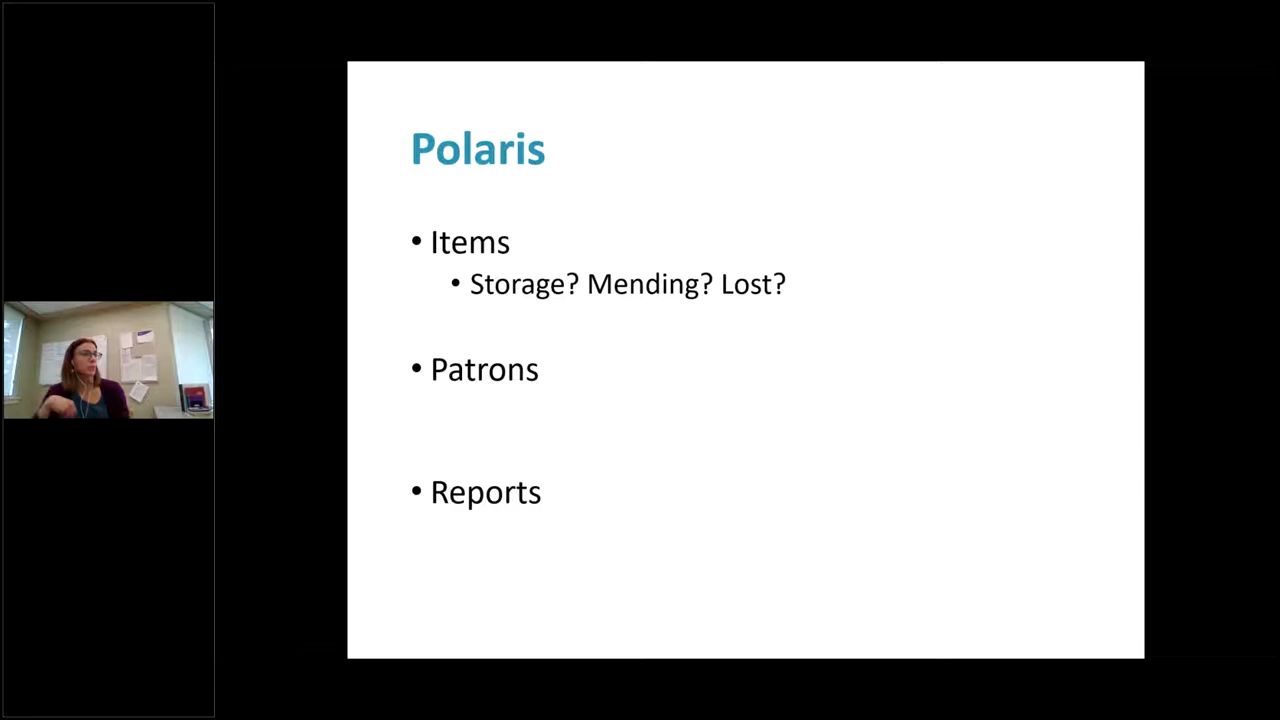 Polaris
• Items
• Storage? Mending? Lost?
• Patrons
• Reports